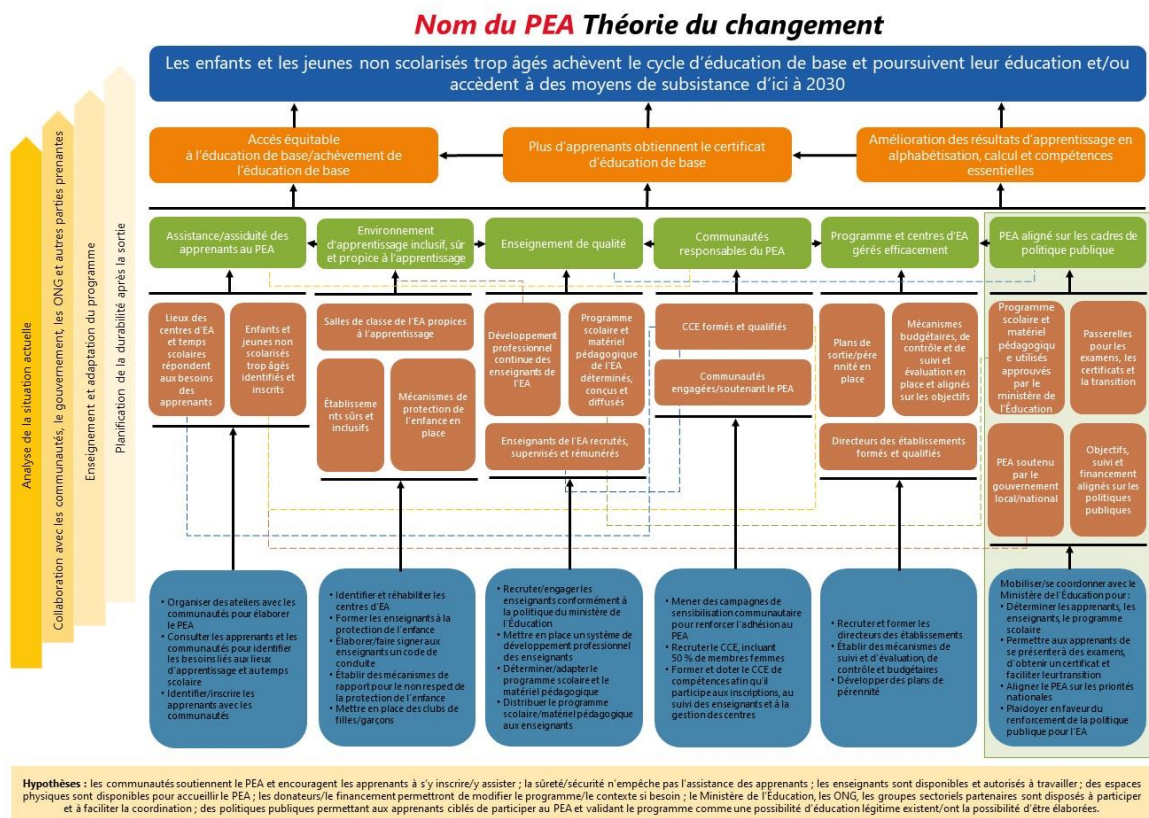 Nom du PEA Théorie du changement
Les enfants et les jeunes non scolarisés trop âgés achèvent le cycle d'éducation de base et poursuivent leur éducation et/ou
accèdent à des moyens de subsistance d'ici à 2030
Analyse de la situation actuelle
Collaboration avec les communautés, le gouvernement, les ONG et autres parties prenantes
Enseignement et adaptation du programme
Planification de la durabilité après la sortie
Accès équitable
à l'éducation de base/achèvement de
l'éducation de base
Plus d'apprenants obtiennent le certificat
d'éducation de base
Amélioration des résultats d'apprentissage en
alphabétisation, calcul et compétences
essentielles
Assistance/assiduité des
apprenants au PEA
Environnement
d'apprentissage inclusif, sûr
et propice à l'apprentissage
Enseignement de qualité
Communautés
responsables du PEA
Programme et centres d'EA
gérés efficacement
PEA aligné sur les cadres de
politique publique
Lieux des
centres d'EA
et temps
scolaires
répondent
aux besoins
des
apprenants
Enfants et
jeunes non
scolarisés
trop âgés
identifiés et
inscrits
Salles de classe de l'EA propices
à l'apprentissage
Établisseme
nts sûrs et
inclusifs
Mécanismes de
protection de
l'enfance en
place
Développement
professionnel
continue des
enseignants de
l'EA
Programme
scolaire et
matériel
pédagogique
de l'EA
déterminés,
conçus et
diffusés
Enseignants de l'EA recrutés,
supervisés et rémunérés
CCE formés et qualifiés
Communautés
engagées/soutenant le PEA
Plans de
sortie/pére
nnité en
place
Mécanismes
budgétaires,
de contrôle et
de suivi et
évaluation en
place et alignés
sur les objectifs
Directeurs des établissements
formés et qualifiés
Programme
scolaire et
matériel
pédagogiqu
e utilisés
approuvés
par le
ministère de
l'Éducation
Passerelles
pour les
examens, les
certificats et
la transition
PEA soutenu
par le
gouvernement
local/national
Objectifs,
suivi et
financement
alignés sur les
politiques
publiques
• Organiser des ateliers avec les
communautés pour élaborer
le PEA
• Consulter les apprenants et les
communautés pour identifier
les besoins liés aux lieux
d'apprentissage et au temps
scolaire
• Identifier/inscrire les
apprenants avec les
communautés
• Identifier et réhabiliter les
centres d'EA
• Former les enseignants à la
protection de l'enfance
• Élaborer/faire signer aux
enseignants un code de
conduite
• Établir des mécanismes de
rapport pour le non respect de
la protection de l'enfance
• Mettre en place des clubs de
filles/garçons
• Recruter/engager les
enseignants conformément à
la politique du ministère de
l'Éducation
• Mettre en place un système de
développement professionnel
des enseignants
• Déterminer/adapter le
programme scolaire et le
matériel pédagogique
• Distribuer le programme
scolaire/matériel pédagogique
aux enseignants
• Mener des campagnes de
sensibilisation communautaire
pour renforcer l'adhésion au
PEA
• Recruter le CCE, incluant
50 % de membres femmes
• Former et doter le CCE de
compétences afin qu'il
participe aux inscriptions, au
suivi des enseignants et à la
gestion des centres
• Recruter et former les
directeurs des établissements
• Établir des mécanismes de
suivi et d'évaluation, de
contrôle et budgétaires
• Développer des plans de
pérennité
Mobiliser/se coordonner avec le
Ministère de l'Éducation pour :
• Déterminer les apprenants, les
enseignants, le programme
scolaire
• Permettre aux apprenants de
se présenter à des examens,
d'obtenir un certificat et
faciliter leur transition
• Aligner le PEA sur les priorités
nationales
• Plaidoyer en faveur du
renforcement de la politique
publique pour l'EA
Hypothèses : les communautés soutiennent le PEA et encouragent les apprenants à s'y inscrire/y assister ; la sûreté/sécurité n'empêche pas l'assistance des apprenants ; les enseignants sont disponibles et autorisés à travailler ; des espaces
physiques sont disponibles pour accueillir le PEA ; les donateurs/le financement permettront de modifier le programme/le contexte si besoin ; le Ministère de l'Éducation, les ONG, les groupes sectoriels partenaires sont disposés à participer
et à faciliter la coordination ; des politiques publiques permettant aux apprenants ciblés de participer au PEA et validant le programme comme une possibilité d'éducation légitime existent/ont la possibilité d'être élaborées.